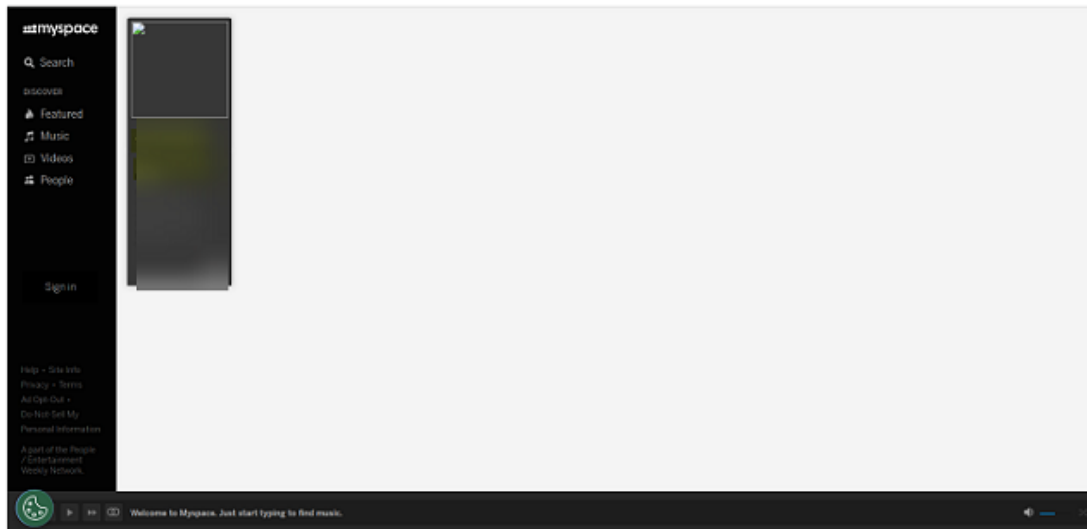 myspace
Search
DISCOVER
Featured
Music
Videos
People
Sign in
Help + Site Info
Privacy + Terms
Ad Opt-Out +
Do Not Sell My
Personal Information
A part of the People
/ Entertainment
Weekly Network.
Welcome to Myspace. Just start typing to find music.